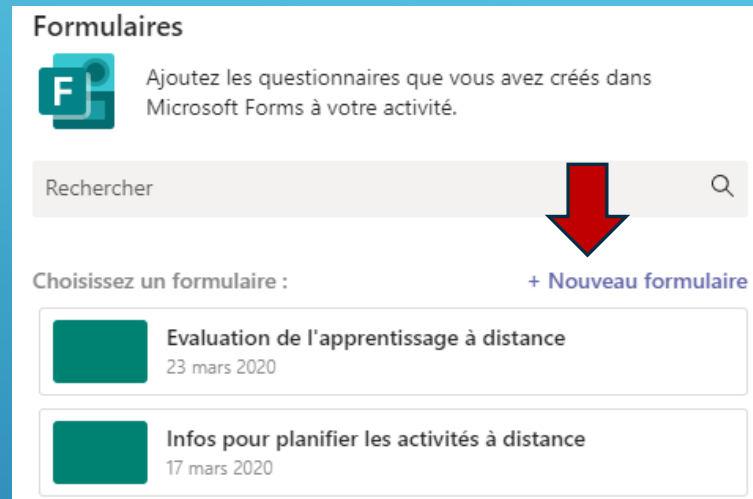 Formulaires
F
Ajoutez les questionnaires que vous avez créés dans
Microsoft Forms à votre activité.
Rechercher
Choisissez un formulaire :
+ Nouveau formulaire
Evaluation de l'apprentissage à distance
23 mars 2020
Infos pour planifier les activités à distance
17 mars 2020